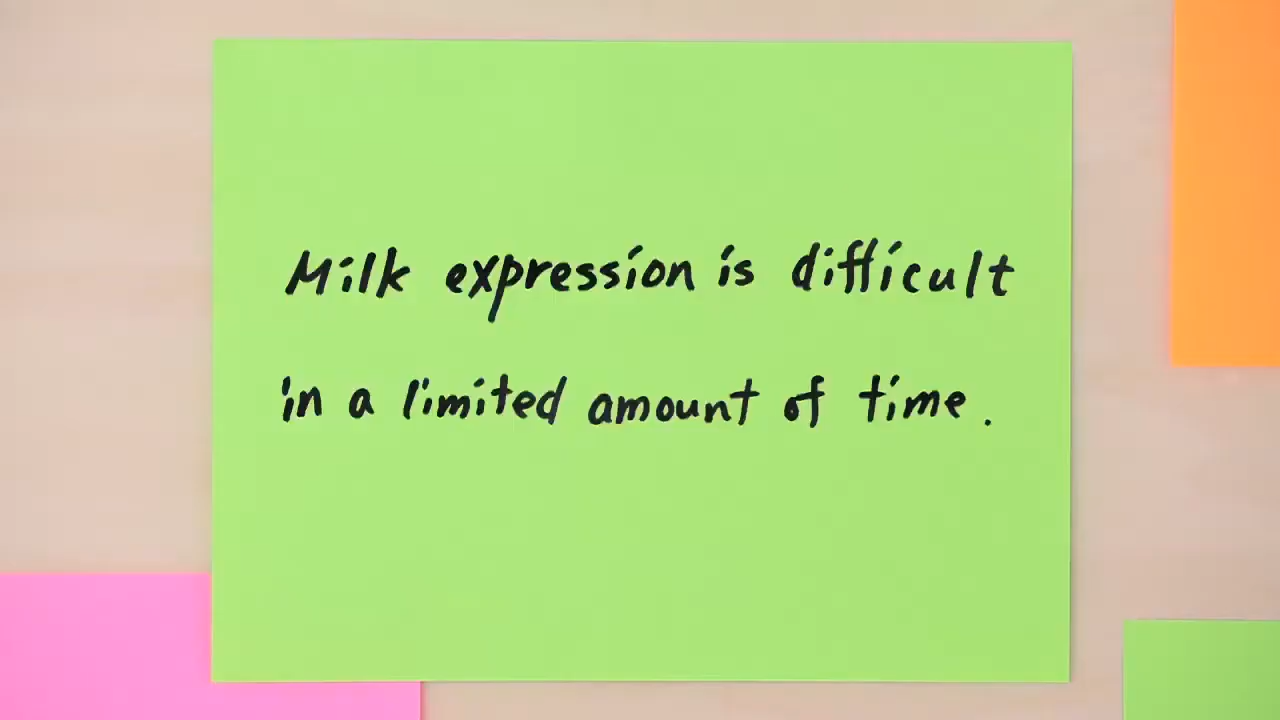 Milk expression is difficult
in a limited amount of time.